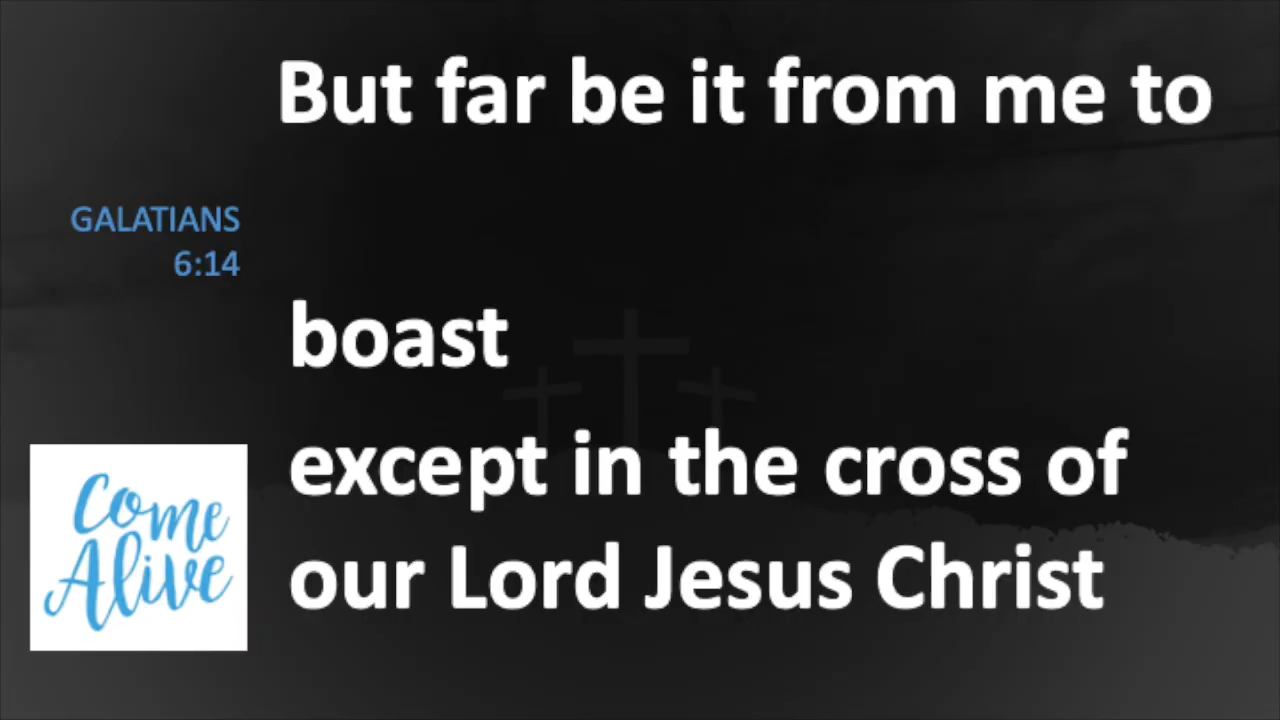 But far be it from me to
GALATIANS
6:14
boast
except in the cross of
our Lord Jesus Christ
Come
Alive